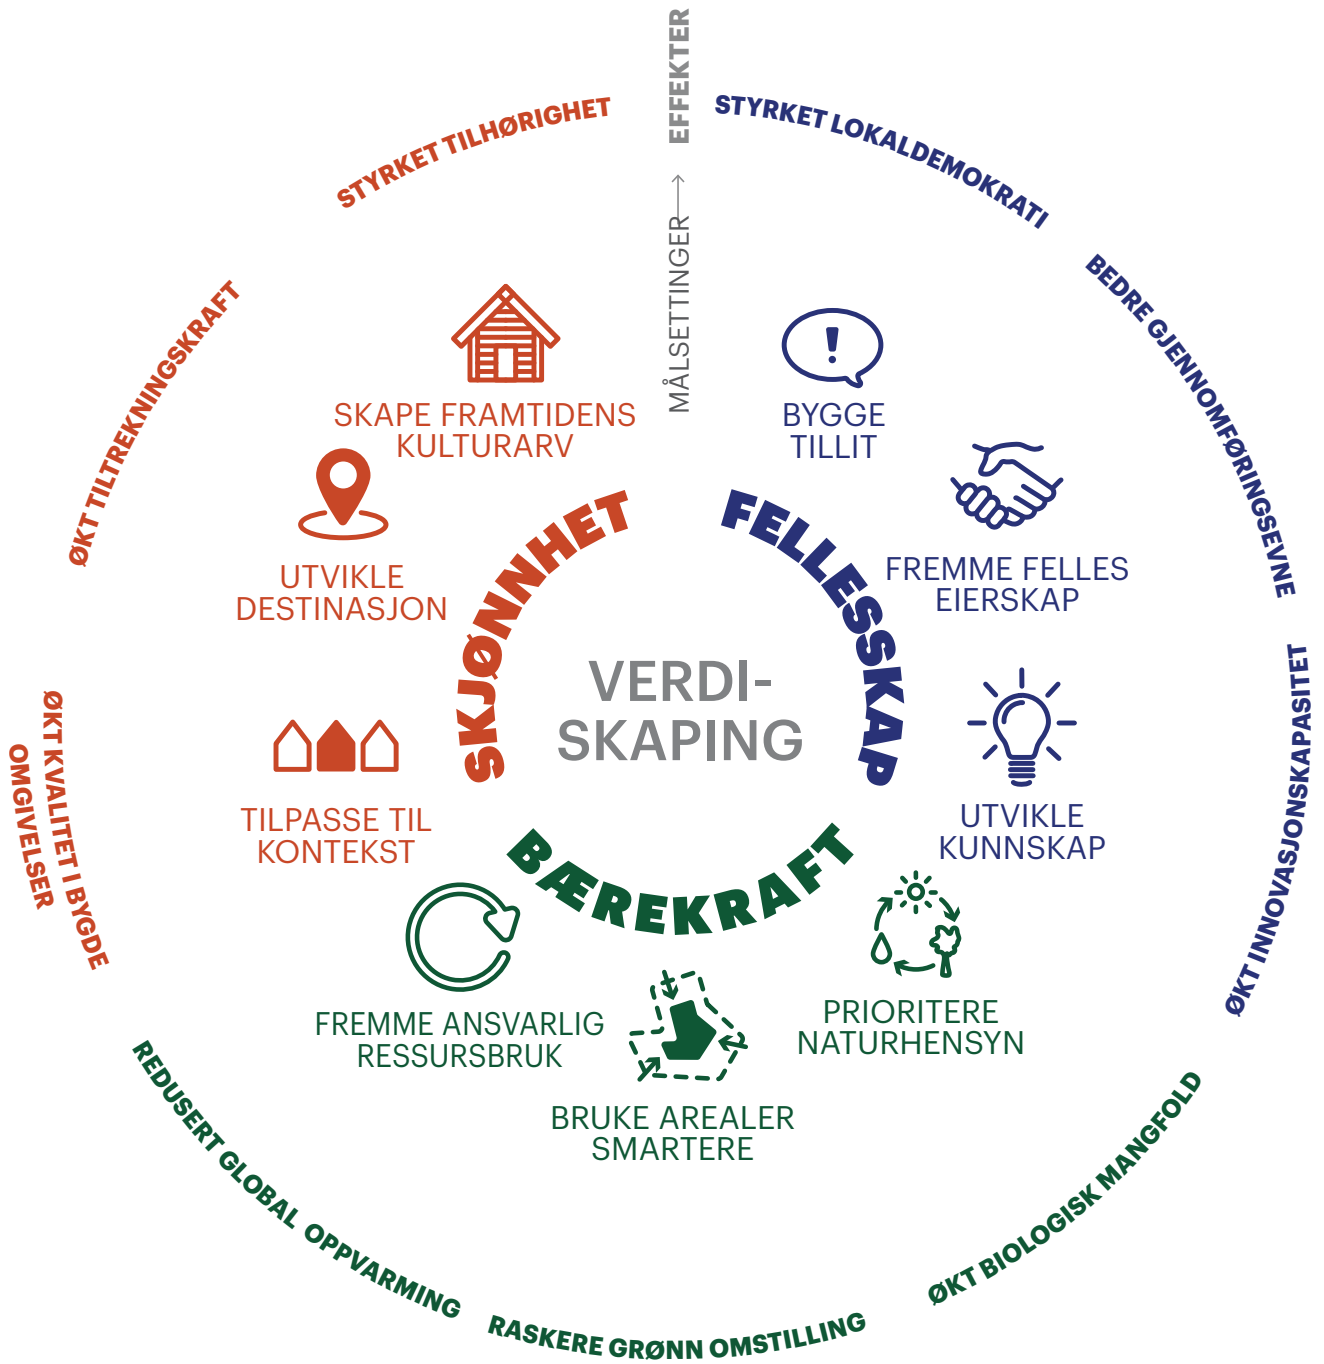 EFFEKTER
MÅLSETTINGER
STYRKET TILHØRIGHET
ØKT TILTREKNINGSKRAFT
ØKT KVALITET I BYGDE
OMGIVELSER
STYRKET LOKALDEMOKRATI
BEDRE GJENNOMFØRINGSEVNE
ØKT INNOVASJONSKAPASITET
SKAPE FRAMTIDENS
KULTURARV
UTVIKLE
DESTINASJON
TILPASSE TIL
KONTEKST
BYGGE
TILLIT
FREMME FELLES
EIERSKAP
UTVIKLE
KUNNSKAP
SKJØNNHET
FELLESSKAP
BÆREKRAFT
VERDI-
SKAPING
FREMME ANSVARLIG
RESSURSBRUK
BRUKE AREALER
SMARTERE
PRIORITERE
NATURHENSYN
REDUSERT GLOBAL OPPVARMING
RASKERE GRØNN OMSTILLING
ØKT BIOLOGISK MANGFOLD